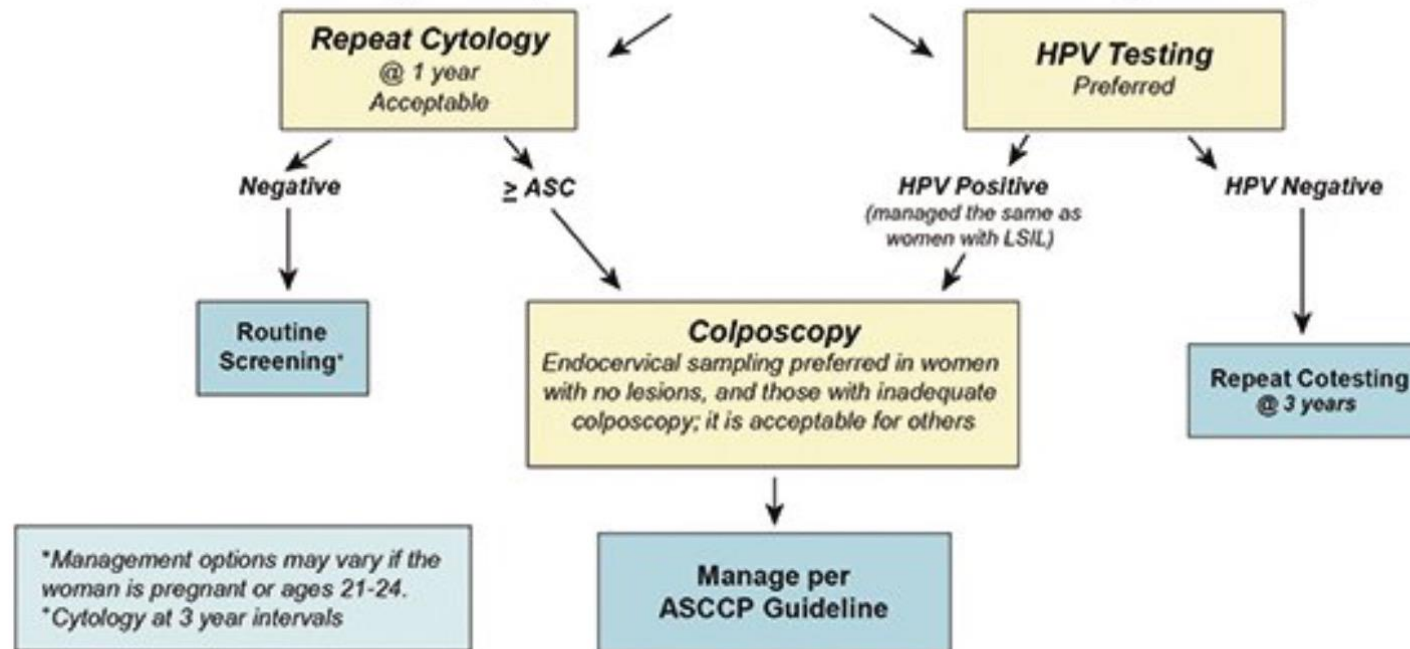 Repeat Cytology
@ 1 year
Acceptable
HPV Testing
Preferred
Negative
≥ ASC
HPV Positive
(managed the same as
women with LSIL)
HPV Negative
Routine
Screening*
Colposcopy
Endocervical sampling preferred in women
with no lesions, and those with inadequate
colposcopy; it is acceptable for others
Repeat Cotesting
@ 3 years
*Management options may vary if the
woman is pregnant or ages 21-24.
*Cytology at 3 year intervals
Manage per
ASCCP Guideline